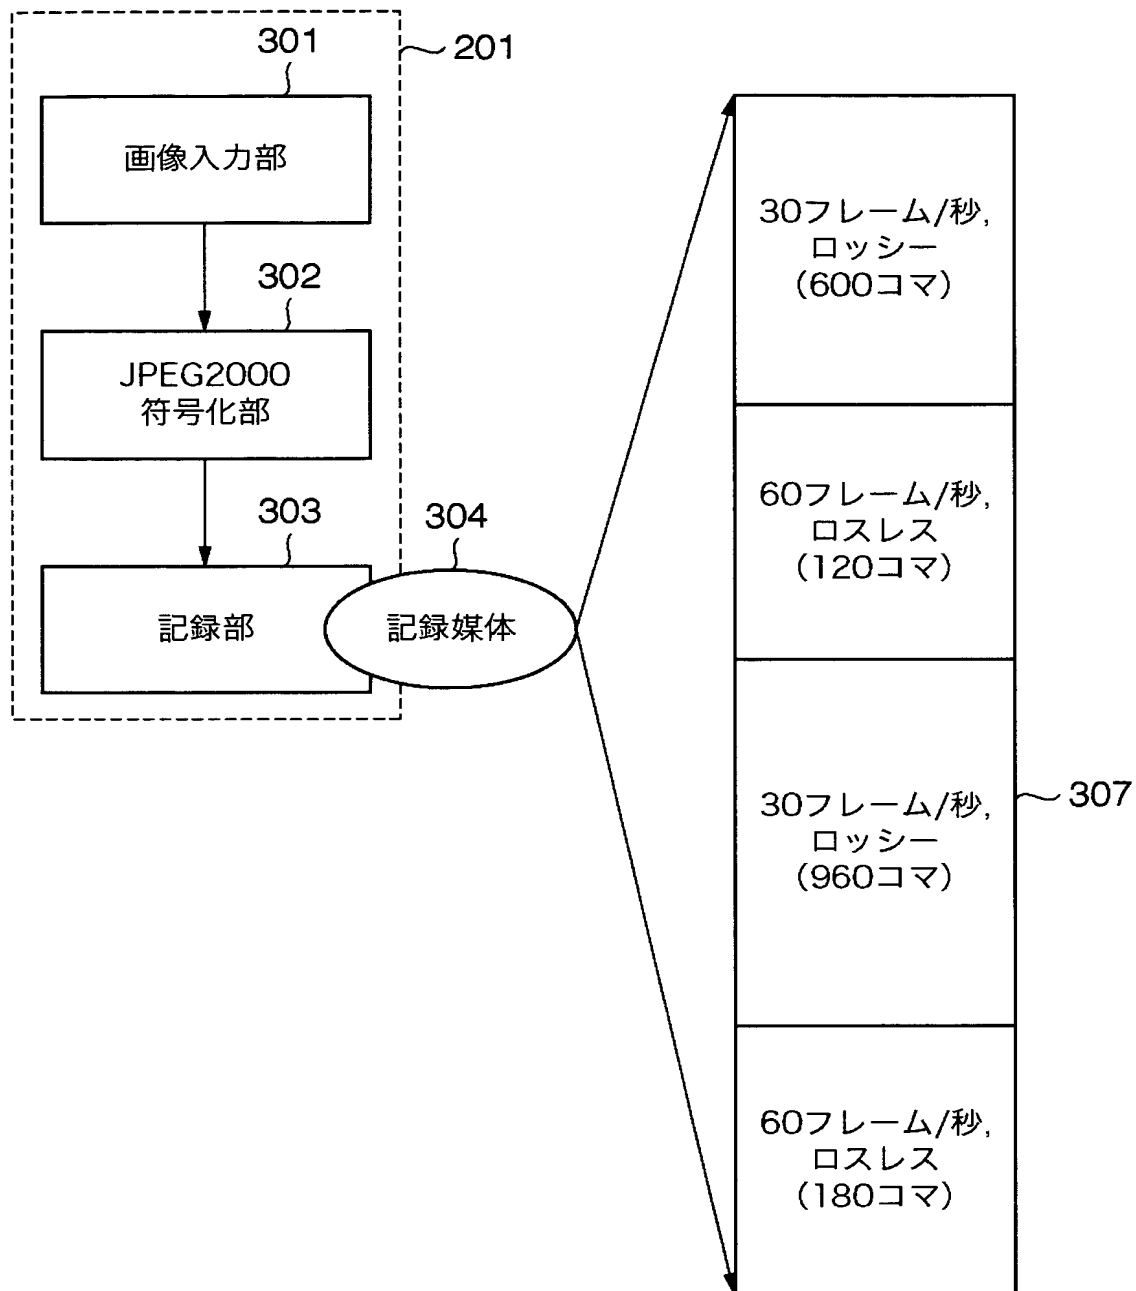 301
201
画像入力部
302
JPEG2000
符号化部
303
304
記録部
記録媒体
30フレーム/秒,
ロッシー
(600コマ)
60フレーム/秒,
ロスレス
(120コマ)
30フレーム/秒,
ロッシー
(960コマ)
307
60フレーム/秒,
ロスレス
(180コマ)